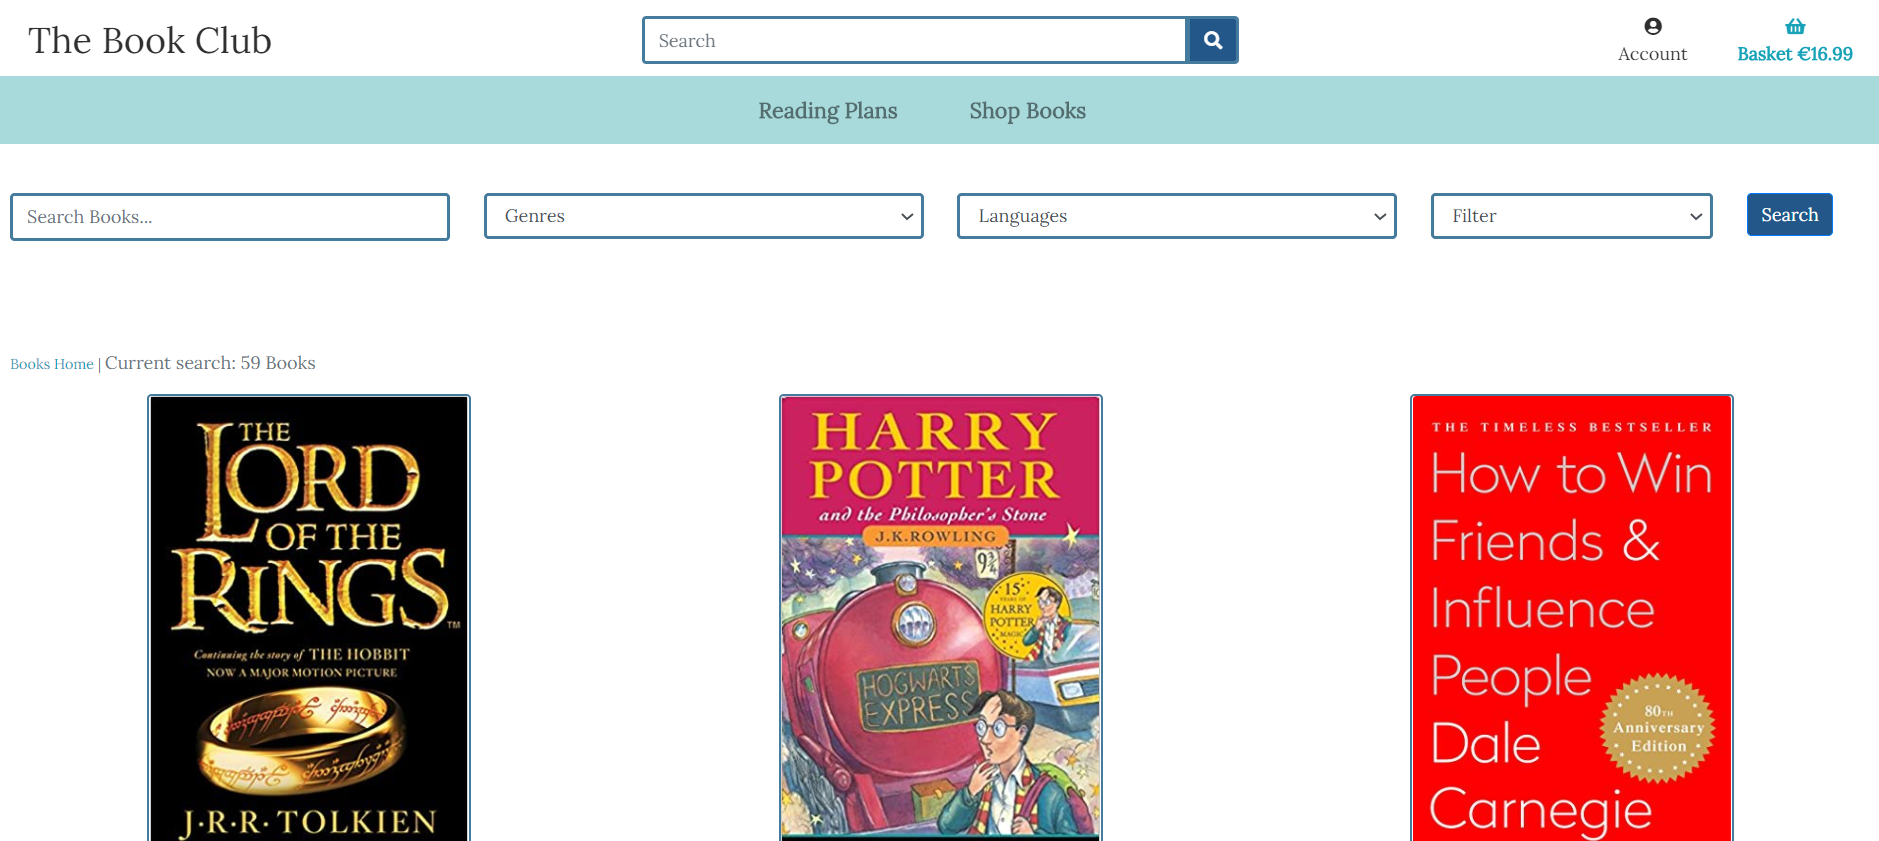 The Book Club
Search
Account
Basket €16.99
Reading Plans
Shop Books
Search Books...
Genres
Languages
Filter
Search
Books Home | Current search: 59 Books
THE
LORD
OF THE
RINGS™
Continuing the story of THE HOBBIT
NOW A MAJOR MOTION PICTURE
J·R·R· TOLKIEN
HARRY
POTTER
and the Philosopher's Stone
J.K.ROWLING
9¾
15
YEARS OF
HARRY
POTTER
MAGIC
HOGWARTS
EXPRESS
THE TIMELESS BESTSELLER
How to Win
Friends &
Influence
People
Dale
Carnegie
80TH
Anniversary
Edition